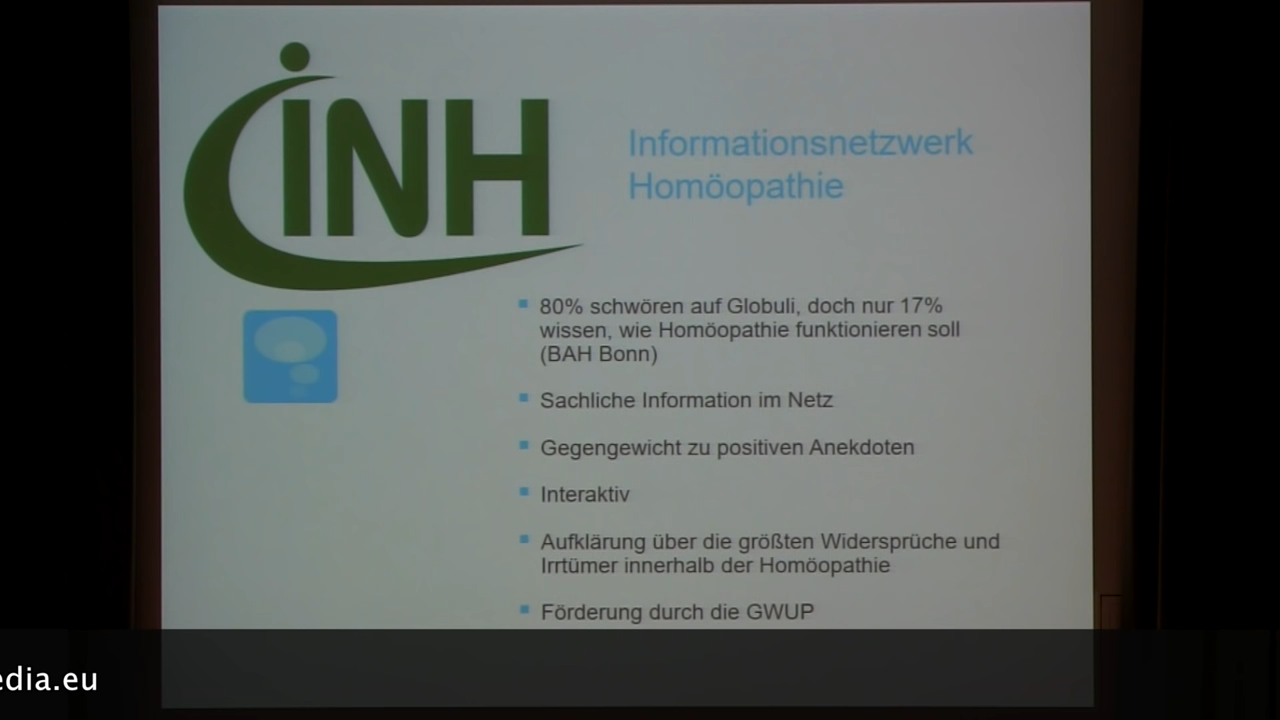 iNH
Informationsnetzwerk
Homöopathie
80% schwören auf Globuli, doch nur 17%
wissen, wie Homöopathie funktionieren soll
(BAH Bonn)
Sachliche Information im Netz
Gegengewicht zu positiven Anekdoten
Interaktiv
Aufklärung über die größten Widersprüche und
Irrtümer innerhalb der Homöopathie
Förderung durch die GWUP
edia.eu